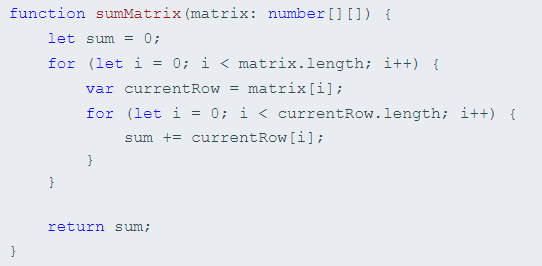 function sumMatrix(matrix: number[][]) {
    let sum = 0;
    for (let i = 0; i < matrix.length; i++) {
        var currentRow = matrix[i];
        for (let i = 0; i < currentRow.length; i++) {
            sum += currentRow[i];
        }
    }

    return sum;
}